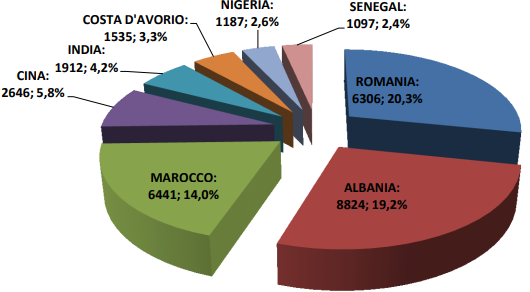 NIGERIA:
1187; 2,6%
SENEGAL:
1097; 2,4%
COSTA D'AVORIO:
1535; 3,3%
INDIA:
1912; 4,2%
CINA:
2646; 5,8%
ROMANIA:
6306; 20,3%
MAROCCO:
6441; 14,0%
ALBANIA:
8824; 19,2%